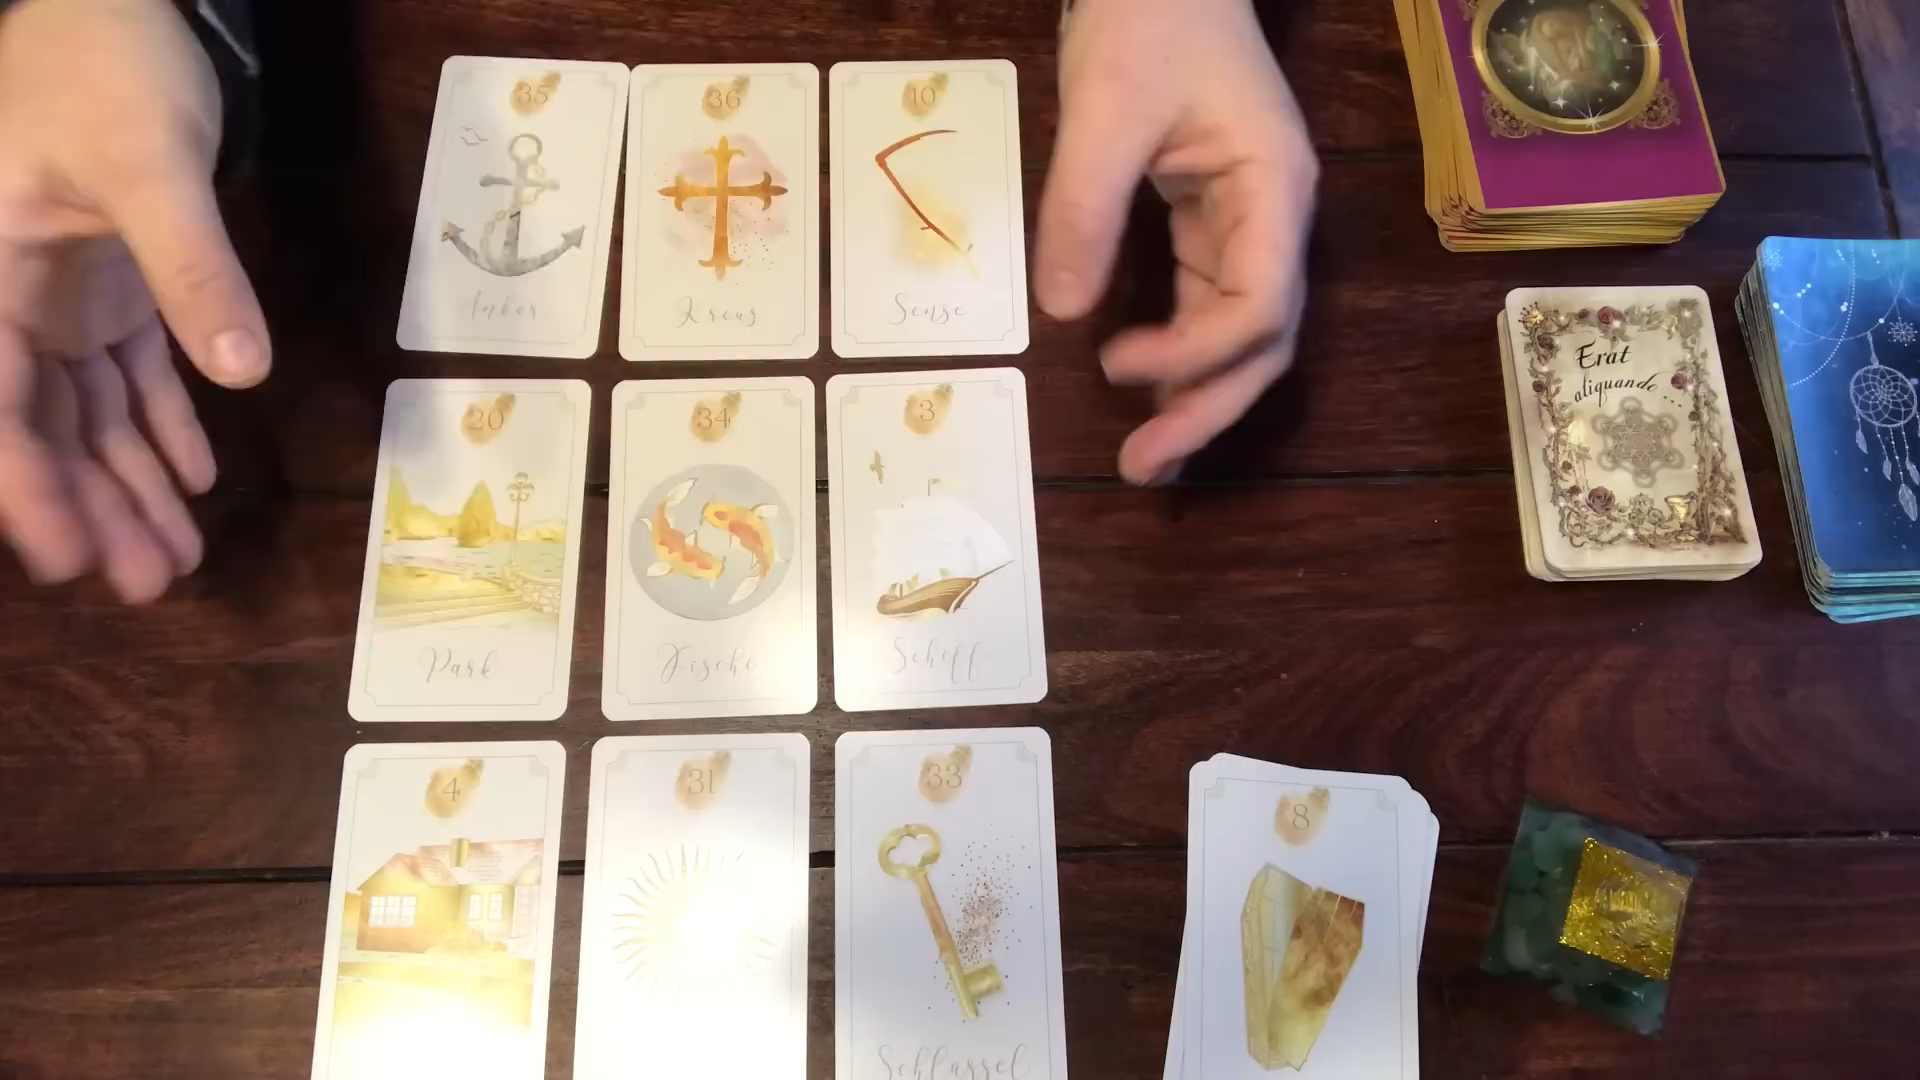 35
Anker
36
Kreuz
10
Sense
20
Park
34
Fische
3
Schiff
4
31
33
Schlüssel
8
Erat
aliquando...